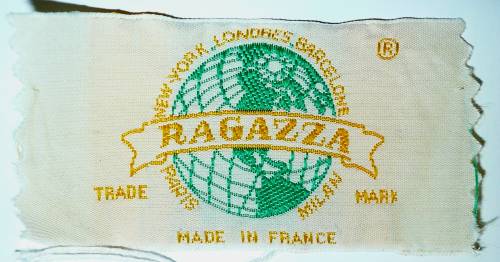 NEW-YORK LONDRES BARCELONE
®
RAGAZZA
PARIS MILAN
TRADE MARK
MADE IN FRANCE